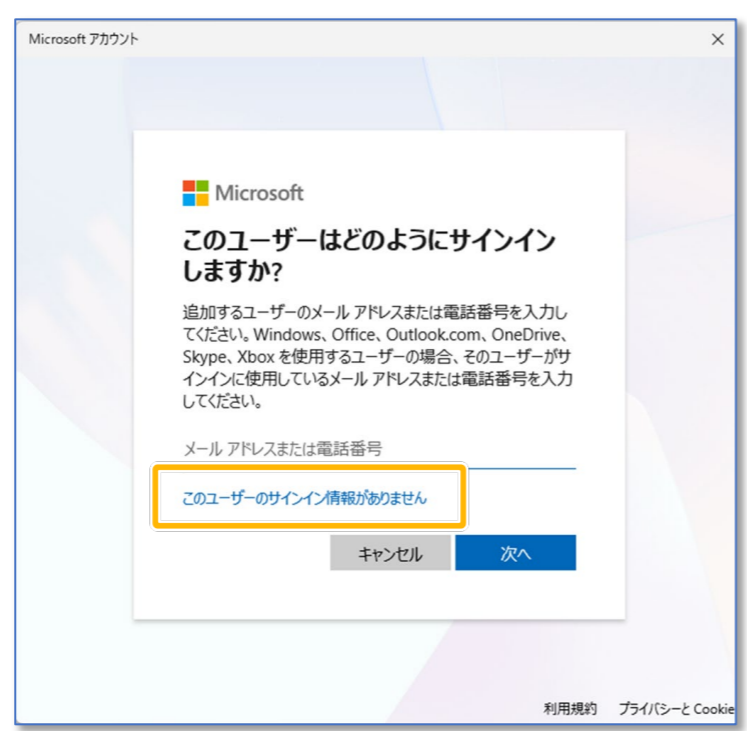 Microsoft アカウント
Microsoft
このユーザーはどのようにサインイン
しますか?
追加するユーザーのメール アドレスまたは電話番号を入力し
てください。Windows、Office、Outlook.com、OneDrive、
Skype、Xbox を使用するユーザーの場合、そのユーザーがサ
インインに使用しているメール アドレスまたは電話番号を入力
してください。
メール アドレスまたは電話番号
このユーザーのサインイン情報がありません
キャンセル 次へ
利用規約 プライバシーと Cookie